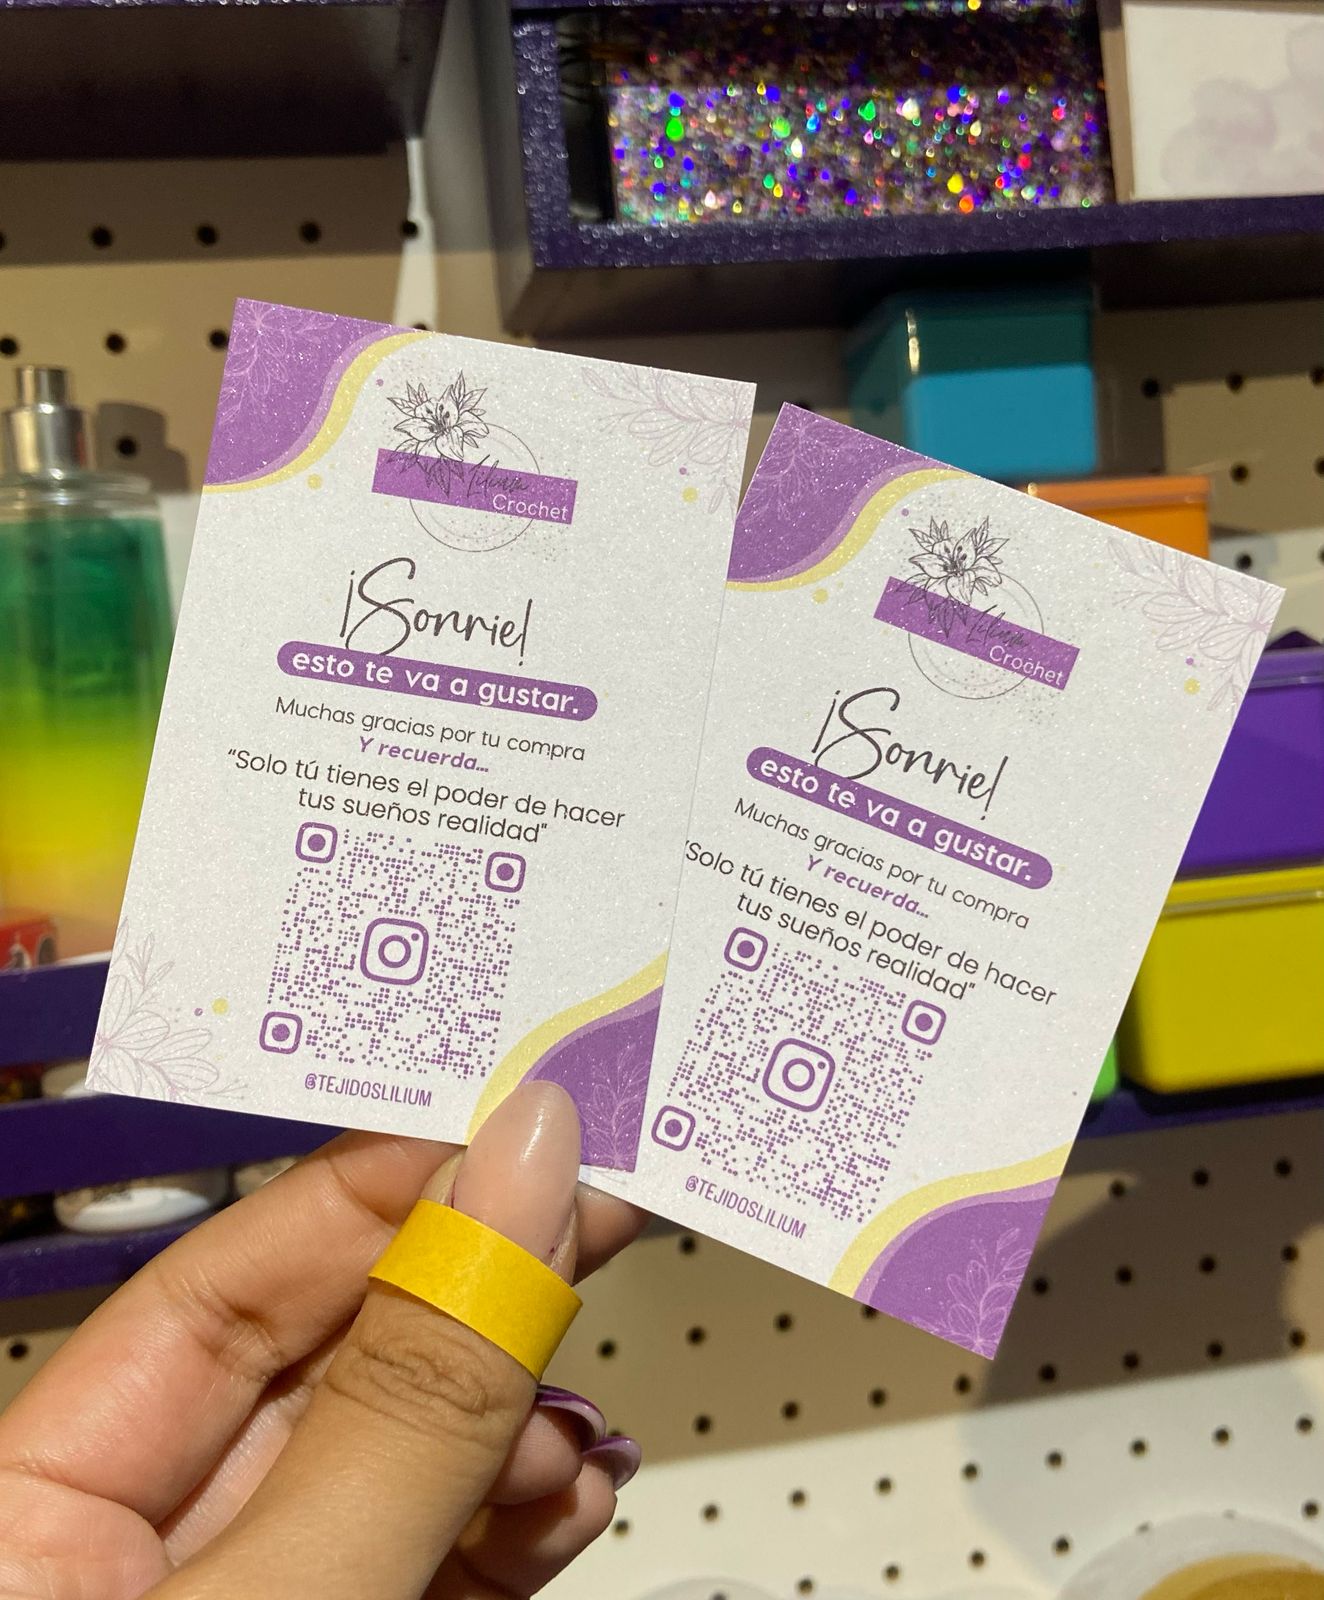 Lilium
Crochet
¡Sonríe!
esto te va a gustar.
Muchas gracias por tu compra
Y recuerda...
"Solo tú tienes el poder de hacer
tus sueños realidad"
@TEJIDOSLILIUM
Lilium
Crochet
¡Sonríe!
esto te va a gustar.
Muchas gracias por tu compra
Y recuerda...
"Solo tú tienes el poder de hacer
tus sueños realidad"
@TEJIDOSLILIUM